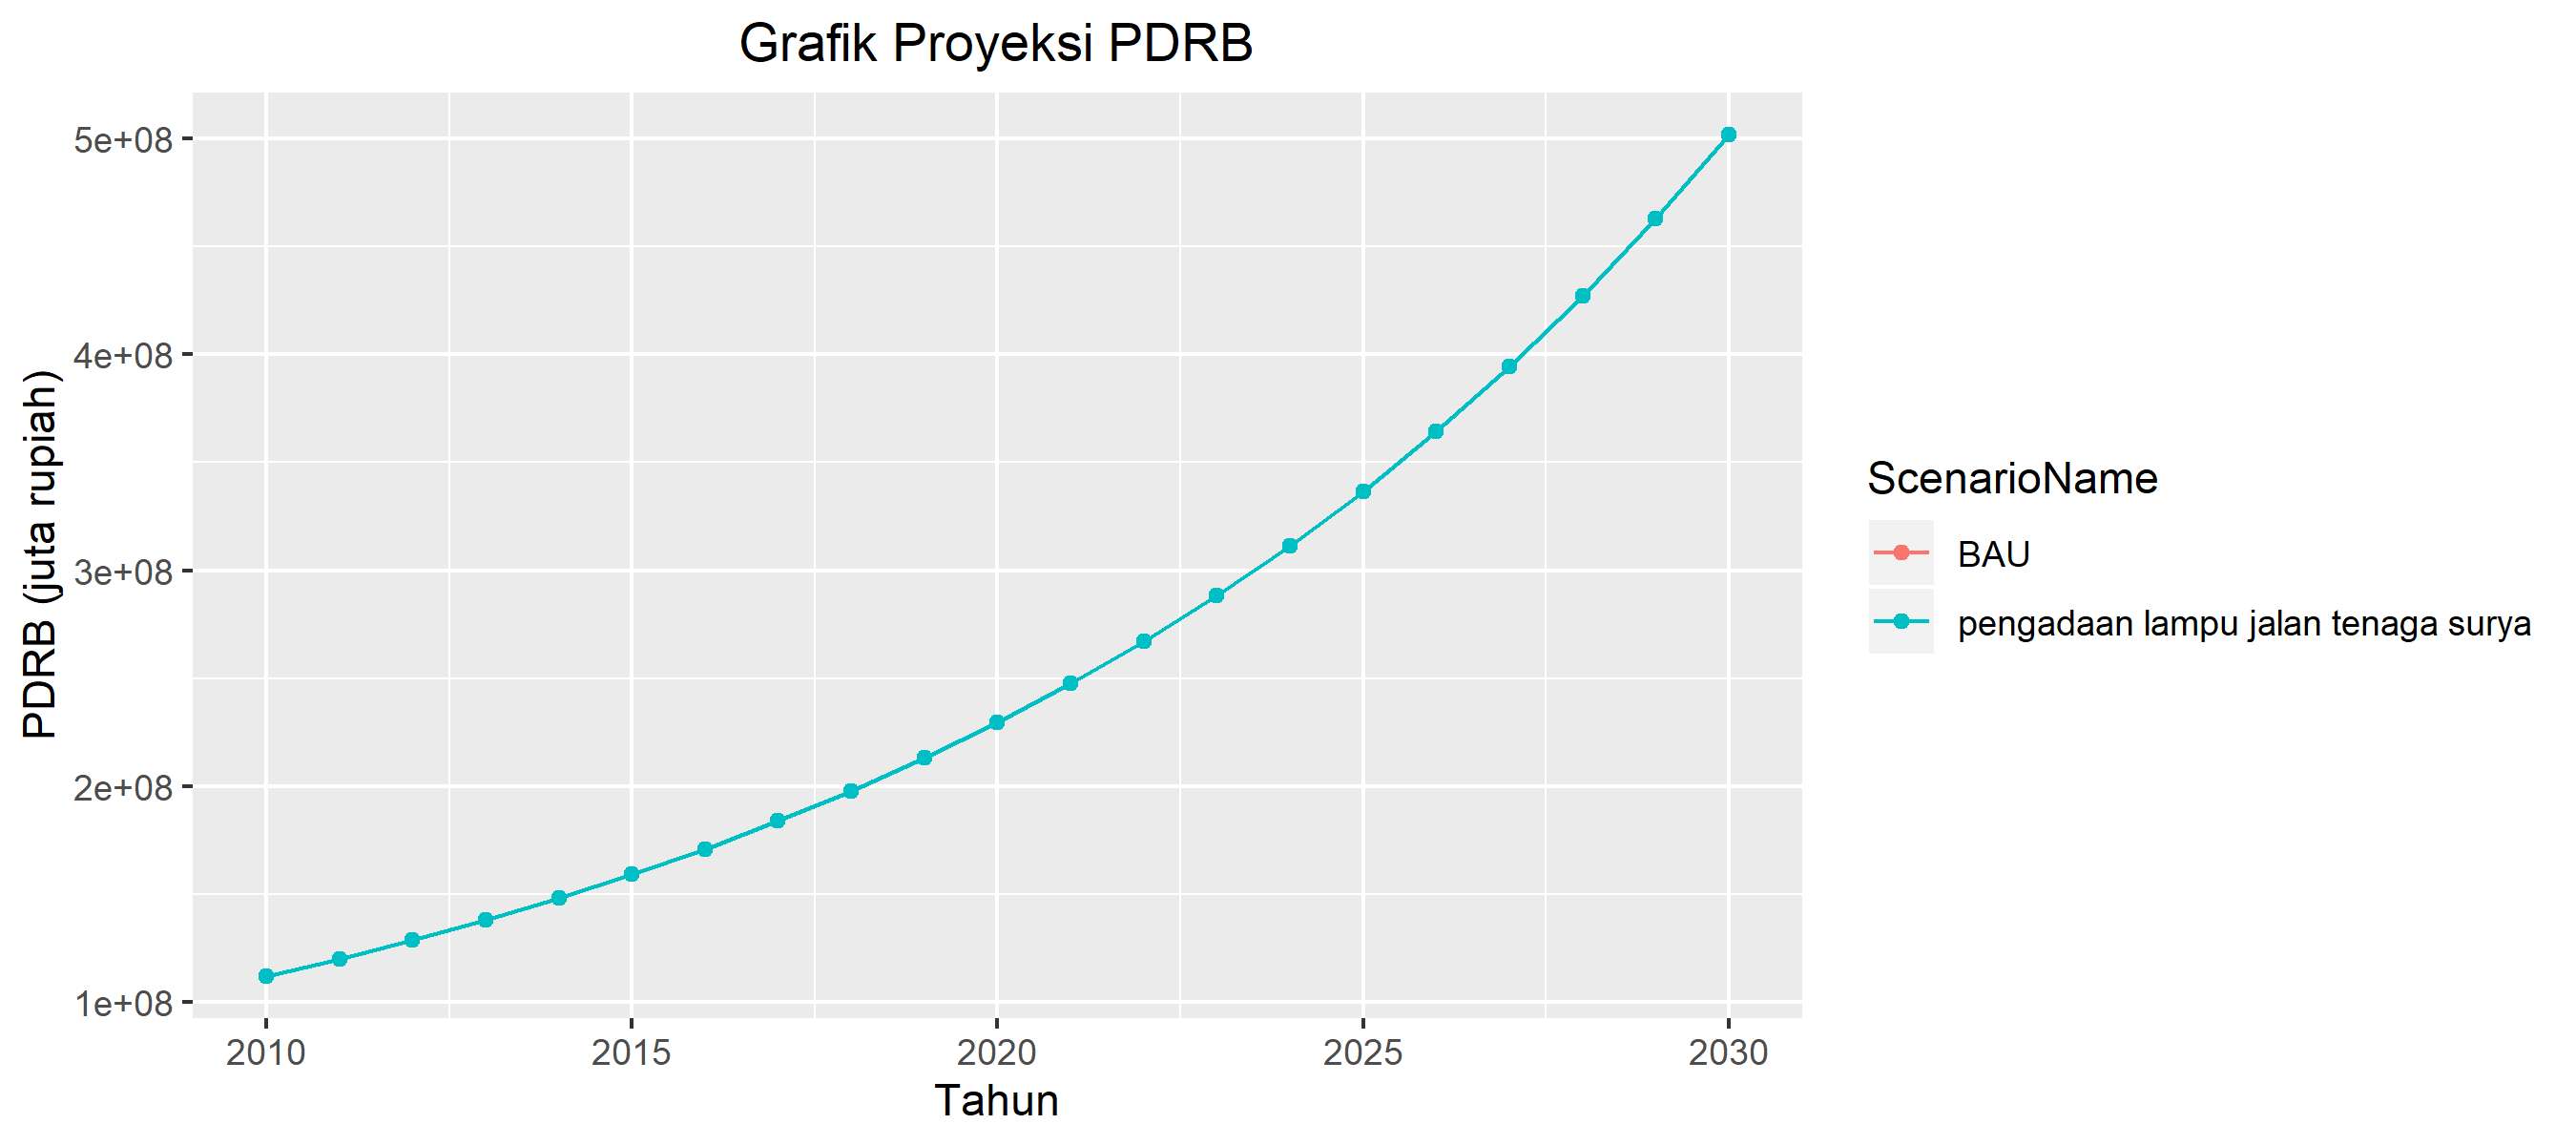 Grafik Proyeksi PDRB
PDRB (juta rupiah)
5e+08
4e+08
3e+08
2e+08
1e+08
2010 2015 2020 2025 2030
Tahun
ScenarioName
BAU
pengadaan lampu jalan tenaga surya